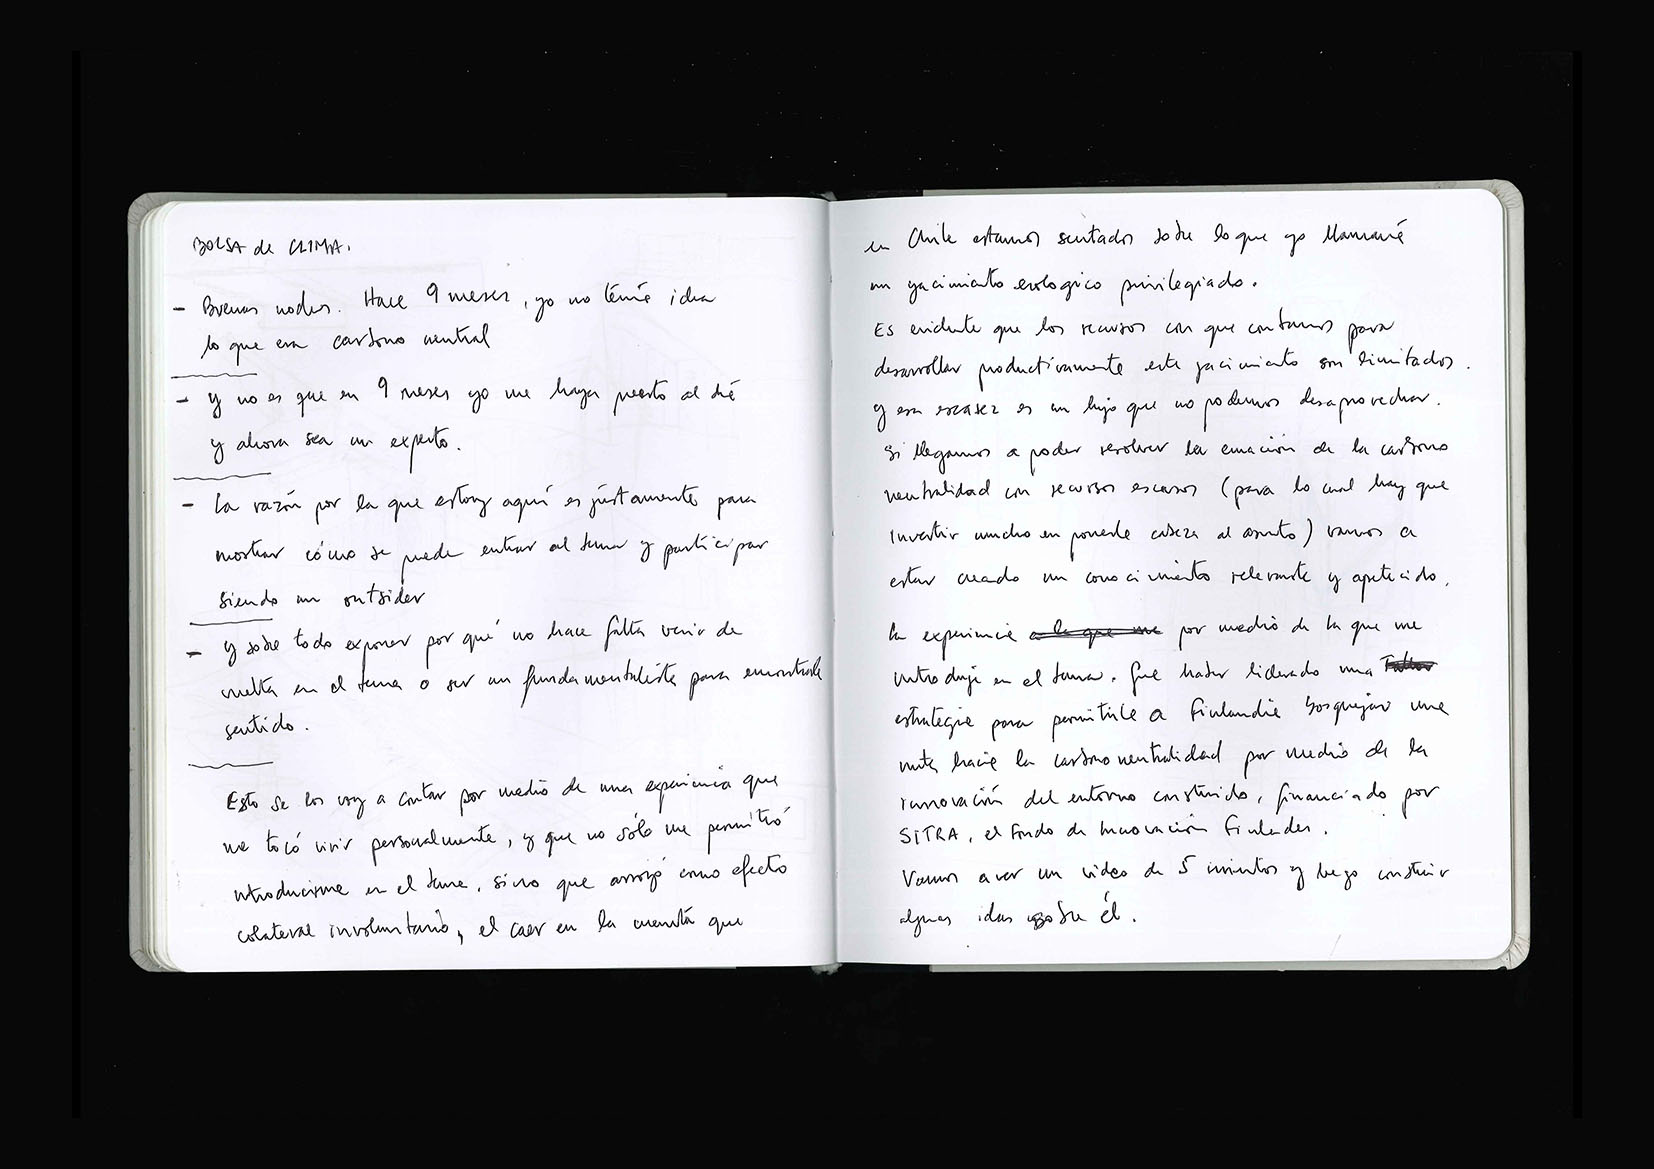 BOLSA de CLIMA.
- Buenas noches. Hace 9 meses, yo no tenía idea
lo que era carbono neutral
- Y no es que en 9 meses yo me haya puesto al día
y ahora sea un experto.
- La razón por la que estoy aquí es justamente para
mostrar cómo se puede entrar al tema y participar
siendo un outsider
- Y sobre todo exponer por qué no hace falta venir de
vuelta en el tema o ser un fundamentalista para encontrarle
sentido.
Esto se los voy a contar por medio de una experiencia que
me tocó vivir personalmente, y que no sólo me permitió
introducirme en el tema, sino que arrojó como efecto
colateral involuntario, el caer en la cuenta que
en Chile estamos sentados sobre lo que yo llamaré
un yacimiento ecologico privilegiado.
Es evidente que los recursos con que contamos para
desarrollar productivamente este yacimiento son limitados.
y esa escasez es un lujo que no podemos desaprovechar.
Si llegamos a poder resolver la ecuación de la carbono
neutralidad con recursos escasos (para lo cual hay que
invertir mucho en ponerle cabeza al asunto) vamos a
estar creando un conocimiento relevante y apetecido.
La experiencia a la que me por medio de la que me
introduje en el tema. fue haber liderado una
estrategia para permitirle a Finlandia bosquejar una
ruta hacia la carbono neutralidad por medio de la
innovación del entorno construido, financiado por
SITRA, el Fondo de Innovación Finlandes.
Vamos a ver un video de 5 minutos y luego construir
algunas ideas sobre él.